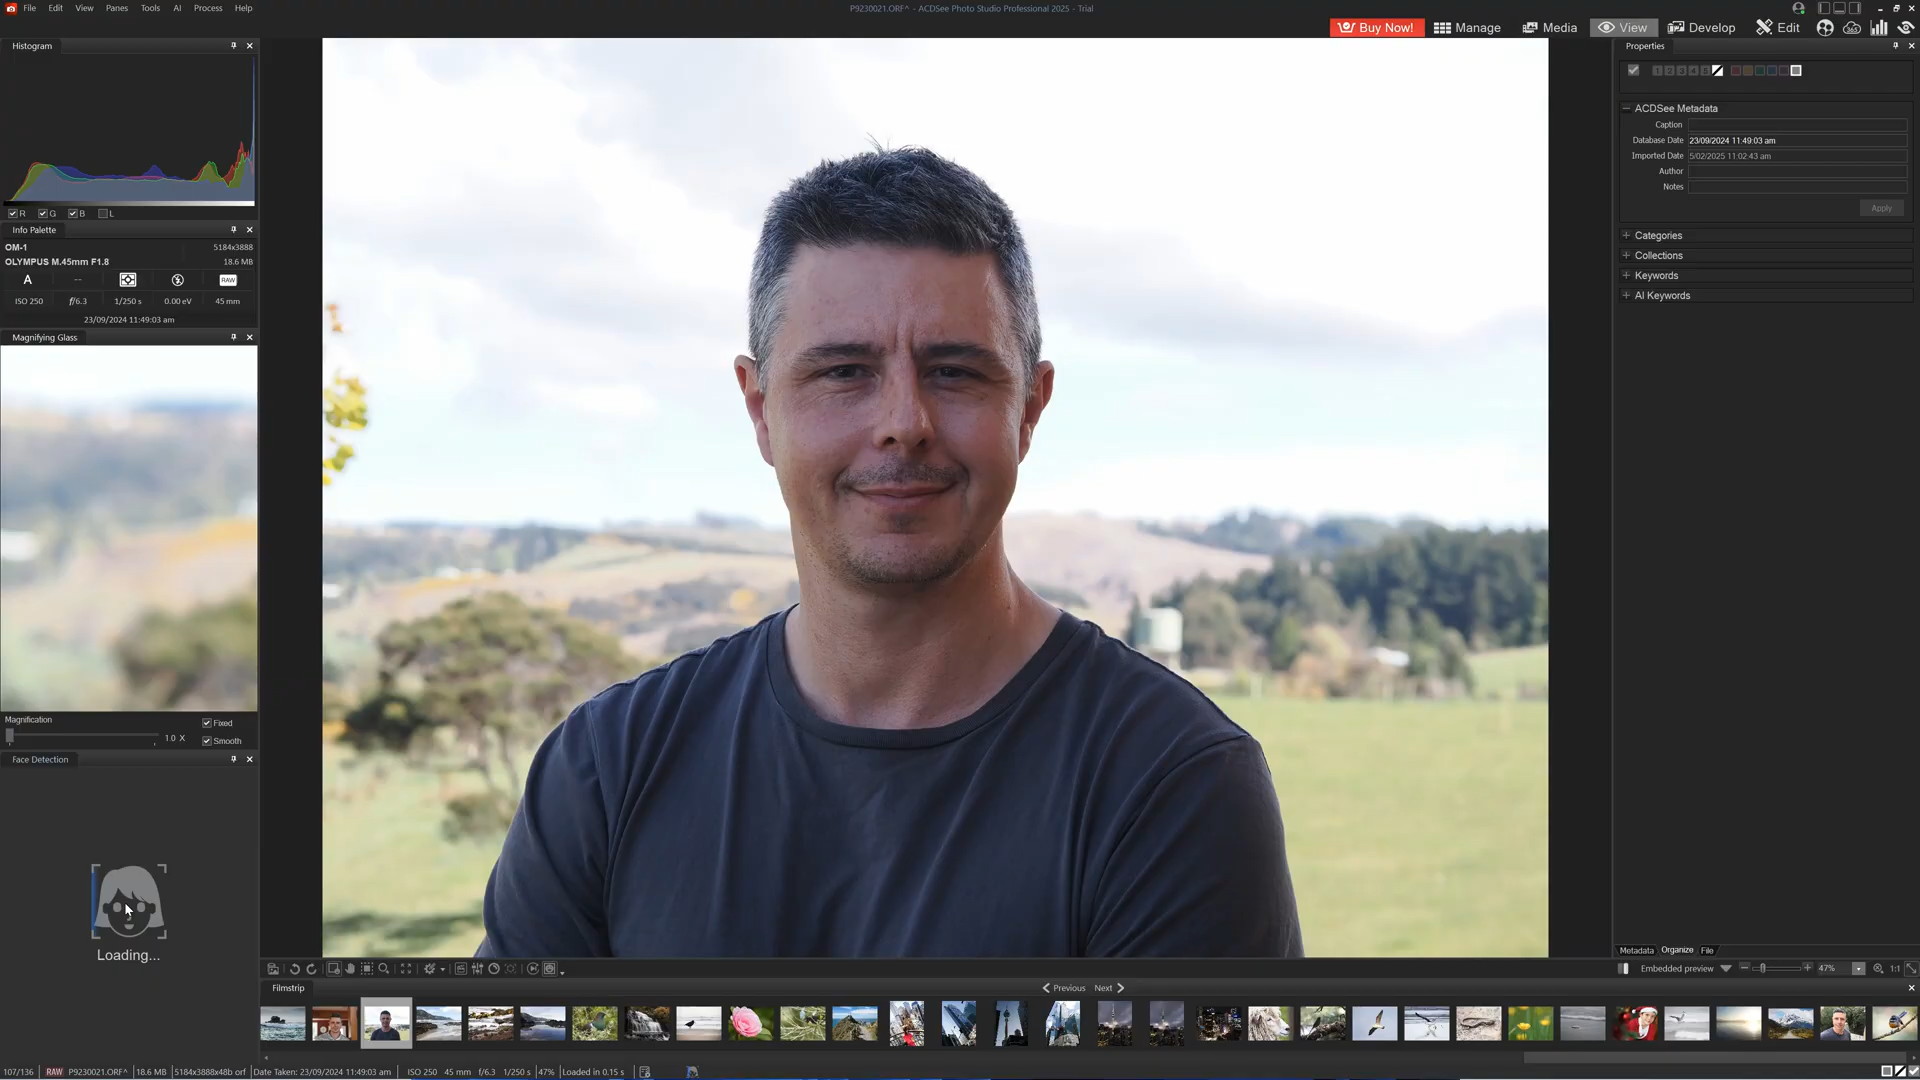 File Edit View Panes Tools AI Process Help
P9230021.ORF^ - ACDSee Photo Studio Professional 2025 - Trial
Buy Now! Manage Media View Develop Edit 365
Histogram
R G B L
Info Palette
OM-1 5184x3888
OLYMPUS M.45mm F1.8 18.6 MB
A -- RAW
ISO 250 f/6.3 1/250 s 0.00 eV 45 mm
23/09/2024 11:49:03 am
Magnifying Glass
Magnification
Fixed
1.0 X
Smooth
Face Detection
Loading...
Properties
1 2 3 4 5
ACDSee Metadata
Caption
Database Date 23/09/2024 11:49:03 am
Imported Date 5/02/2025 11:02:43 am
Author
Notes
Apply
Categories
Collections
Keywords
AI Keywords
Metadata Organize File
Embedded preview 47% 1:1
Filmstrip
Previous Next
107/136 RAW P9230021.ORF^ 18.6 MB 5184x3888x48b orf Date Taken: 23/09/2024 11:49:03 am ISO 250 45 mm f/6.3 1/250 s 47% Loaded in 0.15 s